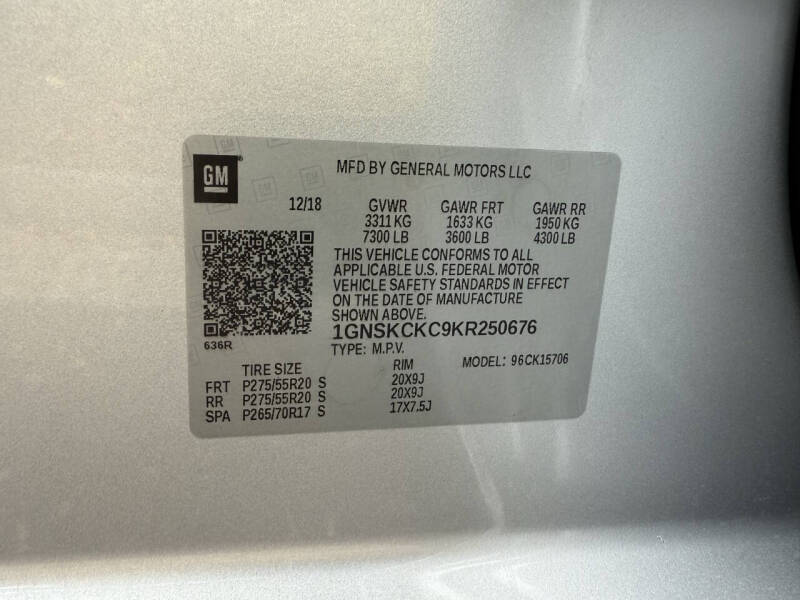 GM
MFD BY GENERAL MOTORS LLC
12/18 GVWR GAWR FRT GAWR RR
3311 KG 1633 KG 1950 KG
7300 LB 3600 LB 4300 LB
THIS VEHICLE CONFORMS TO ALL
APPLICABLE U.S. FEDERAL MOTOR
VEHICLE SAFETY STANDARDS IN EFFECT
ON THE DATE OF MANUFACTURE
SHOWN ABOVE.
1GNSKCKC9KR250676
636R
TYPE: M.P.V. MODEL: 96CK15706
TIRE SIZE RIM
FRT P275/55R20 S 20X9J
RR P275/55R20 S 20X9J
SPA P265/70R17 S 17X7.5J